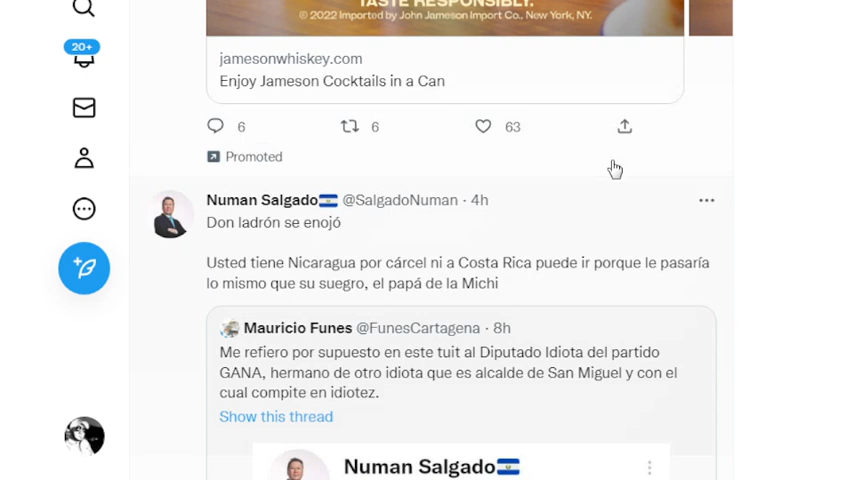 TASTE RESPONSIBLY.
© 2022 Imported by John Jameson Import Co., New York, NY.
jamesonwhiskey.com
Enjoy Jameson Cocktails in a Can
6 6 63
Promoted
20+
Numan Salgado @SalgadoNuman · 4h
Don ladrón se enojó
Usted tiene Nicaragua por cárcel ni a Costa Rica puede ir porque le pasaría
lo mismo que su suegro, el papá de la Michi
Mauricio Funes @FunesCartagena · 8h
Me refiero por supuesto en este tuit al Diputado Idiota del partido
GANA, hermano de otro idiota que es alcalde de San Miguel y con el
cual compite en idiotez.
Show this thread
Numan Salgado